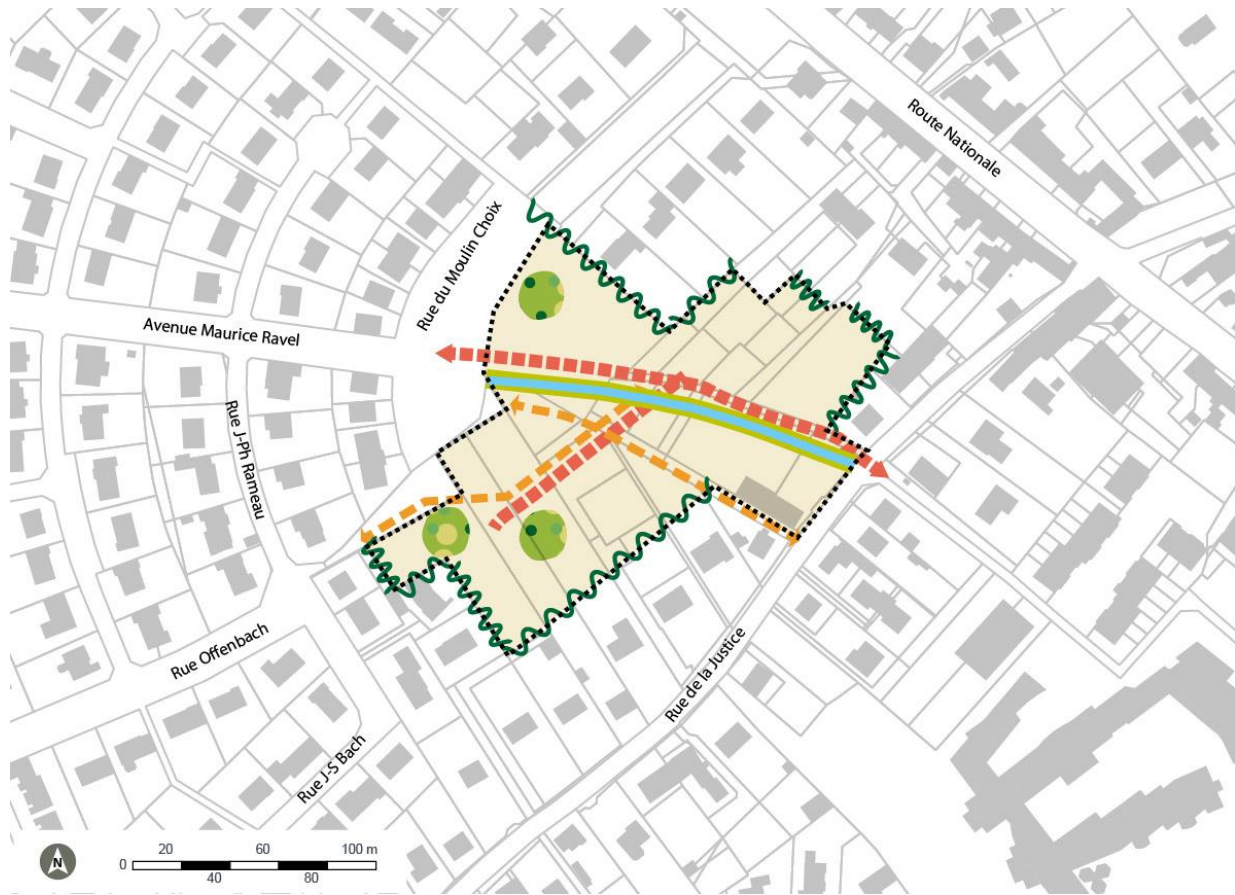 Route Nationale
Rue du Moulin Choix
Avenue Maurice Ravel
Rue J-Ph Rameau
Rue Offenbach
Rue de la Justice
Rue J-S Bach
N
20 60 100 m
0
40 80